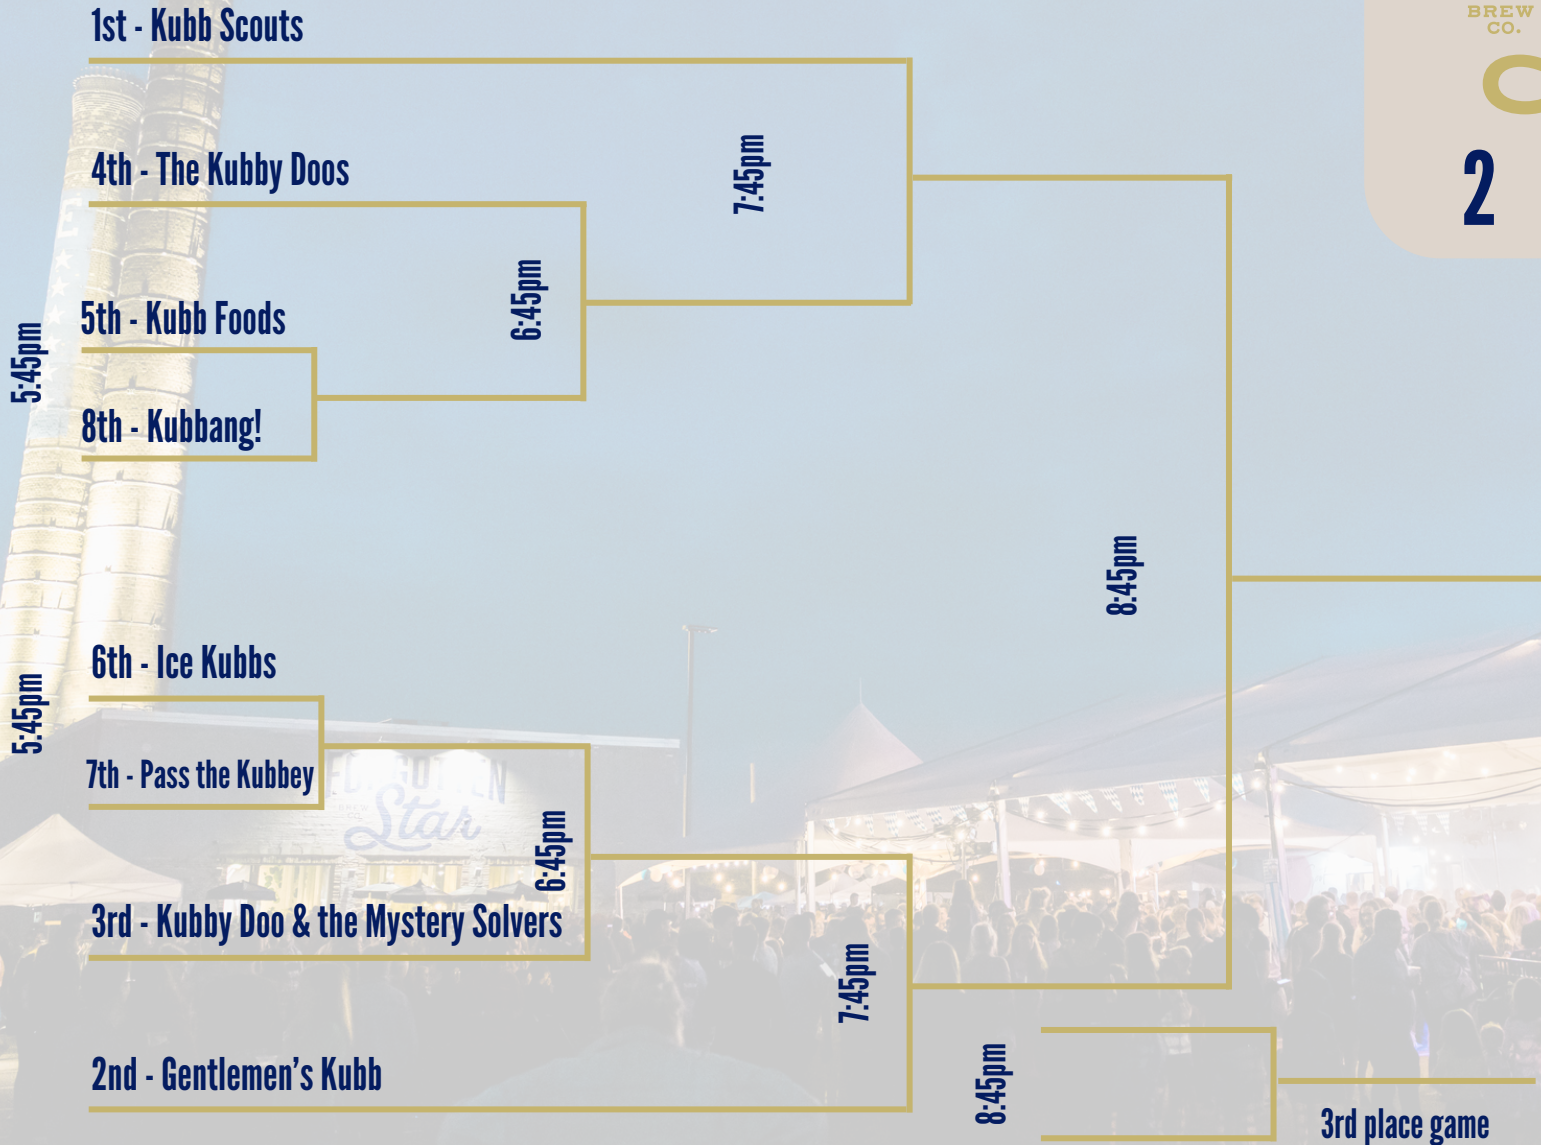 BREW
CO.
2
1st - Kubb Scouts
7:45pm
4th - The Kubby Doos
6:45pm
5th - Kubb Foods
5:45pm
8th - Kubbang!
8:45pm
6th - Ice Kubbs
5:45pm
7th - Pass the Kubbey
Star
6:45pm
3rd - Kubby Doo & the Mystery Solvers
7:45pm
2nd - Gentlemen's Kubb
8:45pm
3rd place game